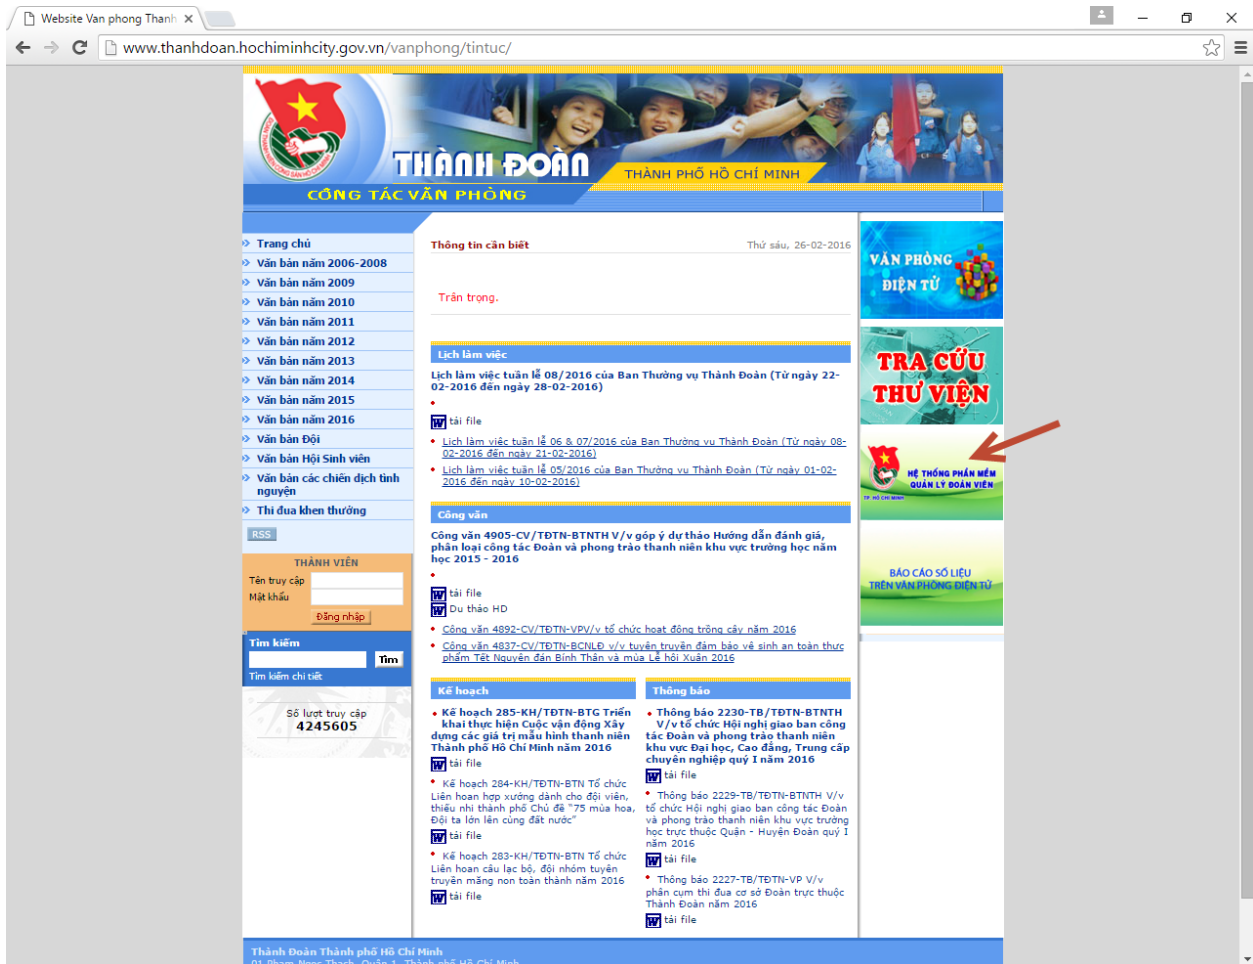 Website Van phong Thanh
www.thanhdoan.hochiminhcity.gov.vn/vanphong/tintuc/
THÀNH ĐOÀN
THÀNH PHỐ HỒ CHÍ MINH
CÔNG TÁC VĂN PHÒNG
Trang chủ
Văn bản năm 2006-2008
Văn bản năm 2009
Văn bản năm 2010
Văn bản năm 2011
Văn bản năm 2012
Văn bản năm 2013
Văn bản năm 2014
Văn bản năm 2015
Văn bản năm 2016
Văn bản Đội
Văn bản Hội Sinh viên
Văn bản các chiến dịch tình
nguyện
Thi đua khen thưởng
RSS
THÀNH VIÊN
Tên truy cập
Mật khẩu
Đăng nhập
Tìm kiếm
Tìm
Tìm kiếm chi tiết
Số lượt truy cập
4245605
Thông tin cần biết
Thứ sáu, 26-02-2016
Trân trọng.
Lịch làm việc
Lịch làm việc tuần lễ 08/2016 của Ban Thường vụ Thành Đoàn (Từ ngày 22-
02-2016 đến ngày 28-02-2016)
tải file
Lịch làm việc tuần lễ 06 & 07/2016 của Ban Thường vụ Thành Đoàn (Từ ngày 08-
02-2016 đến ngày 21-02-2016)
Lịch làm việc tuần lễ 05/2016 của Ban Thường vụ Thành Đoàn (Từ ngày 01-02-
2016 đến ngày 10-02-2016)
Công văn
Công văn 4905-CV/TĐTN-BTNTH V/v góp ý dự thảo Hướng dẫn đánh giá,
phân loại công tác Đoàn và phong trào thanh niên khu vực trường học năm
học 2015 - 2016
tải file
Du thảo HD
Công văn 4892-CV/TĐTN-VPV/v tổ chức hoạt động trồng cây năm 2016
Công văn 4837-CV/TĐTN-BCNLĐ v/v tuyên truyền đảm bảo vệ sinh an toàn thực
phẩm Tết Nguyên đán Bính Thân và mùa Lễ hội Xuân 2016
Kế hoạch
Kế hoạch 285-KH/TĐTN-BTG Triển
khai thực hiện Cuộc vận động Xây
dựng các giá trị mẫu hình thanh niên
Thành phố Hồ Chí Minh năm 2016
tải file
Kế hoạch 284-KH/TĐTN-BTN Tổ chức
Liên hoan hợp xướng dành cho đội viên,
thiếu nhi thành phố Chủ đề "75 mùa hoa,
Đội ta lớn lên cùng đất nước"
tải file
Kế hoạch 283-KH/TĐTN-BTN Tổ chức
Liên hoan câu lạc bộ, đội nhóm tuyên
truyền măng non toàn thành năm 2016
tải file
Thông báo
Thông báo 2230-TB/TĐTN-BTNTH
V/v tổ chức Hội nghị giao ban công
tác Đoàn và phong trào thanh niên
khu vực Đại học, Cao đẳng, Trung cấp
chuyên nghiệp quý I năm 2016
tải file
Thông báo 2229-TB/TĐTN-BTNTH V/v
tổ chức Hội nghị giao ban công tác Đoàn
và phong trào thanh niên khu vực trường
học trực thuộc Quận - Huyện Đoàn quý I
năm 2016
tải file
Thông báo 2227-TB/TĐTN-VP V/v
phân cụm thi đua cơ sở Đoàn trực thuộc
Thành Đoàn năm 2016
tải file
VĂN PHÒNG
ĐIỆN TỬ
TRA CỨU
THƯ VIỆN
HỆ THỐNG PHẦN MỀM
QUẢN LÝ ĐOÀN VIÊN
TP. HỒ CHÍ MINH
BÁO CÁO SỐ LIỆU
TRÊN VĂN PHÒNG ĐIỆN TỬ
Thành Đoàn Thành phố Hồ Chí Minh
01 Phạm Ngọc Thạch, Quận 1, Thành phố Hồ Chí Minh